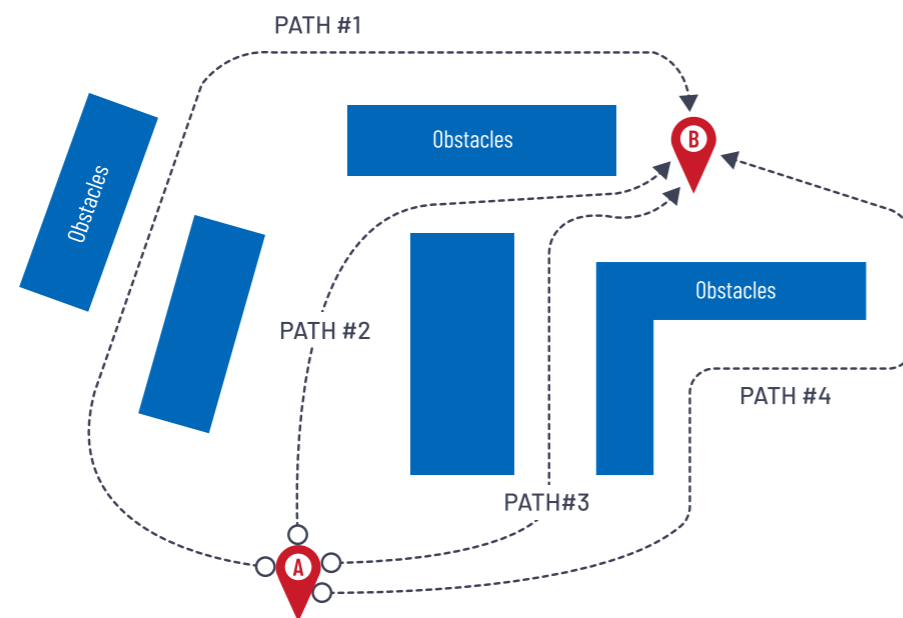 PATH #1
Obstacles
B
Obstacles
Obstacles
PATH #2
PATH #4
PATH#3
A